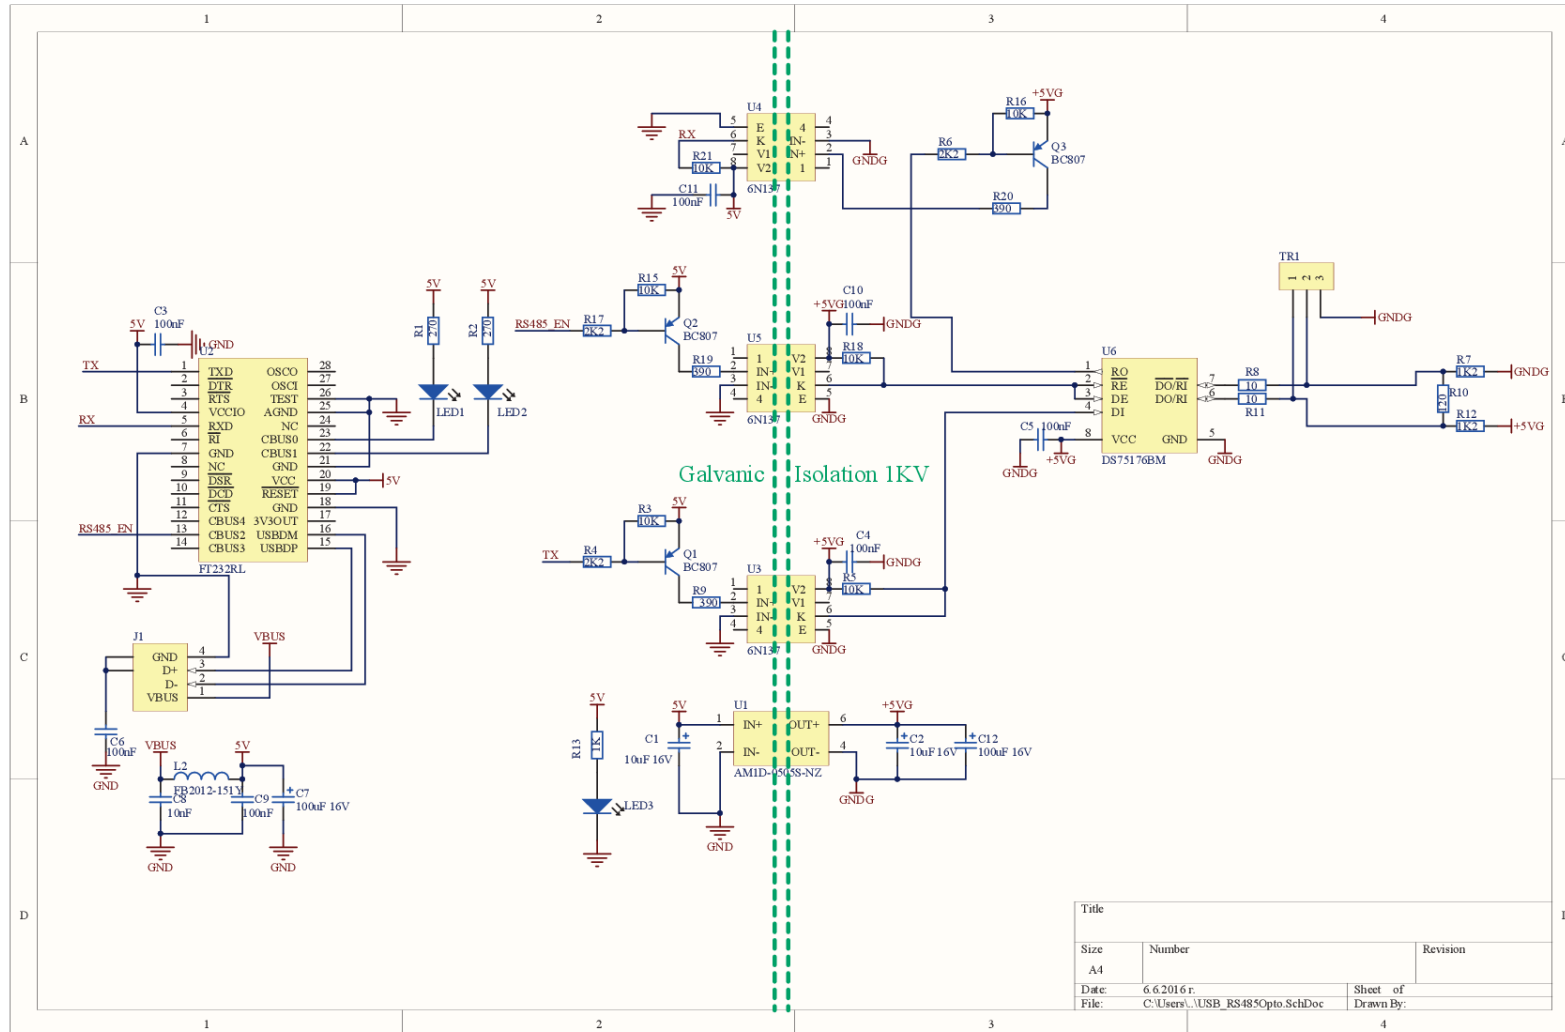 1 2 3 4
A
B
C
D
U4
5 E 4 4
RX 6 K IN- 3
7 V1 IN+ 2
8 V2 1 1
R21
10K
6N137
GNDG
C11
100nF
5V
+5VG
R16
10K
R6
2K2
Q3
BC807
R20
390
TR1
1 2 3
GNDG
5V
R15
10K
RS485_EN
R17
2K2
Q2
BC807
R19
390
U5
1 1 V2 8
2 IN+ V1 7
3 IN- K 6
4 4 E 5
6N137
GNDG
C10
+5VG 100nF
GNDG
R18
10K
5V
R1
270
LED1
5V
R2
270
LED2
C3
100nF
5V
GND
U2
TX
1 TXD OSCO 28
2 DTR OSCI 27
3 RTS TEST 26
4 VCCIO AGND 25
RX
5 RXD NC 24
6 RI CBUS0 23
7 GND CBUS1 22
8 NC GND 21
9 DSR VCC 20
10 DCD RESET 19
11 CTS GND 18
12 CBUS4 3V3OUT 17
RS485_EN
13 CBUS2 USBDM 16
14 CBUS3 USBDP 15
FT232RL
5V
U6
1 RO
2 RE DO/RI 7
3 DE DO/RI 6
4 DI
8 VCC GND 5
DS75176BM
C5 100nF
GNDG
+5VG
GNDG
R8
10
10
R11
R7
1K2
GNDG
R10
120
R12
1K2
+5VG
Galvanic Isolation 1KV
5V
R3
10K
TX
R4
2K2
Q1
BC807
R9
390
U3
1 1 V2 8
2 IN+ V1 7
3 IN- K 6
4 4 E 5
6N137
GNDG
+5VG
C4
100nF
GNDG
R5
10K
J1
GND 4
D+ 3
D- 2
VBUS 1
VBUS
C6
100nF
GND
VBUS
5V
L2
FB2012-151Y
C8
10nF
C9
100nF
C7
100uF 16V
GND
GND
5V
R13
1K
LED3
5V
C1
10uF 16V
U1
1 IN+ OUT+ 6
2 IN- OUT- 4
AM1D-0505S-NZ
GND
+5VG
C2
10uF 16V
C12
100uF 16V
GNDG
Title
Size Number Revision
A4
Date: 6.6.2016 г. Sheet of
File: C:\Users\..\USB_RS485Opto.SchDoc Drawn By:
1 2 3 4